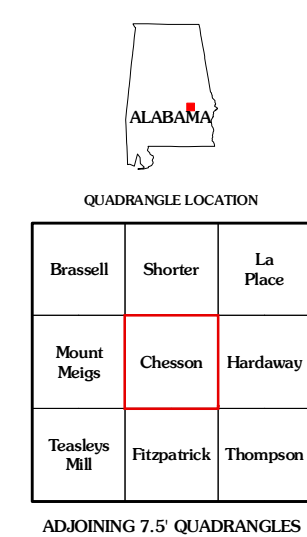 ALABAMA
QUADRANGLE LOCATION
Brassell
Shorter
La
Place
Mount
Meigs
Chesson
Hardaway
Teasleys
Mill
Fitzpatrick
Thompson
ADJOINING 7.5' QUADRANGLES